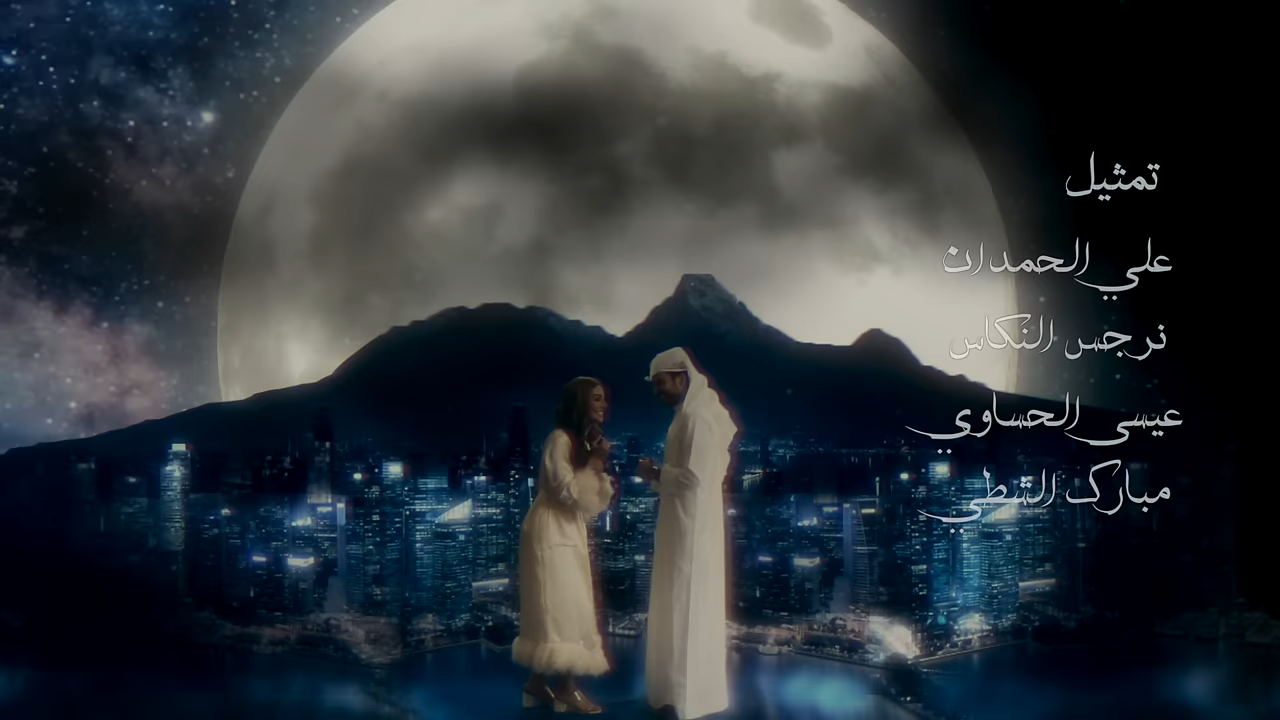 تمثيل
علي الحمدان
نرجس النكاس
عيسى الحساوي
مبارك الشطي